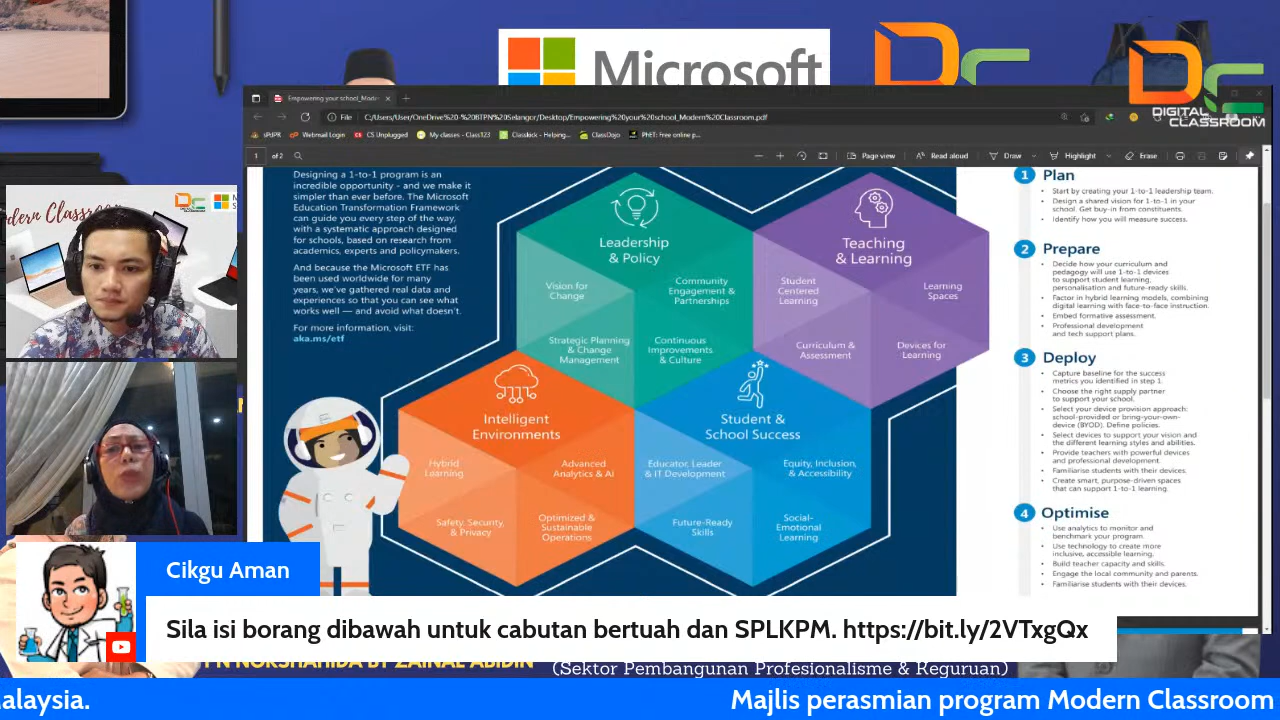 Microsoft
DIGITAL
CLASSROOM
Empowering your school_Mode
File
C:/Users/User/OneDrive%20-%20BTPN%20Selangor/Desktop/Empowering%20your%20school_Modern%20Classroom.pdf
Webmail Login
CS Unplugged
My classes - Class123
Classkick - Helping...
ClassDojo
PhET: Free online p...
1 of 2
Page view
Read aloud
Draw
Highlight
Erase
Designing a 1-to-1 program is an
incredible opportunity - and we make it
simpler than ever before. The Microsoft
Education Transformation Framework
can guide you every step of the way,
with a systematic approach designed
for schools, based on research from
academics, experts and policymakers.
And because the Microsoft ETF has
been used worldwide for many
years, we've gathered real data and
experiences so that you can see what
works well — and avoid what doesn't.
For more information, visit:
aka.ms/etf
Leadership
& Policy
Vision for
Change
Community
Engagement &
Partnerships
Strategic Planning
& Change
Management
Continuous
Improvements
& Culture
Teaching
& Learning
Student
Centered
Learning
Learning
Spaces
Curriculum &
Assessment
Devices for
Learning
Intelligent
Environments
Hybrid
Learning
Advanced
Analytics & AI
Safety, Security,
& Privacy
Optimized &
Sustainable
Operations
Student &
School Success
Educator, Leader
& IT Development
Equity, Inclusion,
& Accessibility
Future-Ready
Skills
Social-
Emotional
Learning
1 Plan
• Start by creating your 1-to-1 leadership team.
• Design a shared vision for 1-to-1 in your
school. Get buy-in from constituents.
• Identify how you will measure success.
2 Prepare
• Decide how your curriculum and
pedagogy will use 1-to-1 devices
to support student learning,
personalisation and future-ready skills.
• Factor in hybrid learning models, combining
digital learning with face-to-face instruction.
• Embed formative assessment.
• Professional development
and tech support plans.
3 Deploy
• Capture baseline for the success
metrics you identified in step 1.
• Choose the right supply partner
to support your school.
• Select your device provision approach:
school-provided or bring-your-own-
device (BYOD). Define policies.
• Select devices to support your vision and
the different learning styles and abilities.
• Provide teachers with powerful devices
and professional development.
• Familiarise students with their devices.
• Create smart, purpose-driven spaces
that can support 1-to-1 learning.
4 Optimise
• Use analytics to monitor and
benchmark your program.
• Use technology to create more
inclusive, accessible learning.
• Build teacher capacity and skills.
• Engage the local community and parents.
• Familiarise students with their devices.
odern Classroom
Cikgu Aman
Sila isi borang dibawah untuk cabutan bertuah dan SPLKPM. https://bit.ly/2VTxgQx
(Sektor Pembangunan Profesionalisme & Keguruan)
alaysia.
Majlis perasmian program Modern Classroom